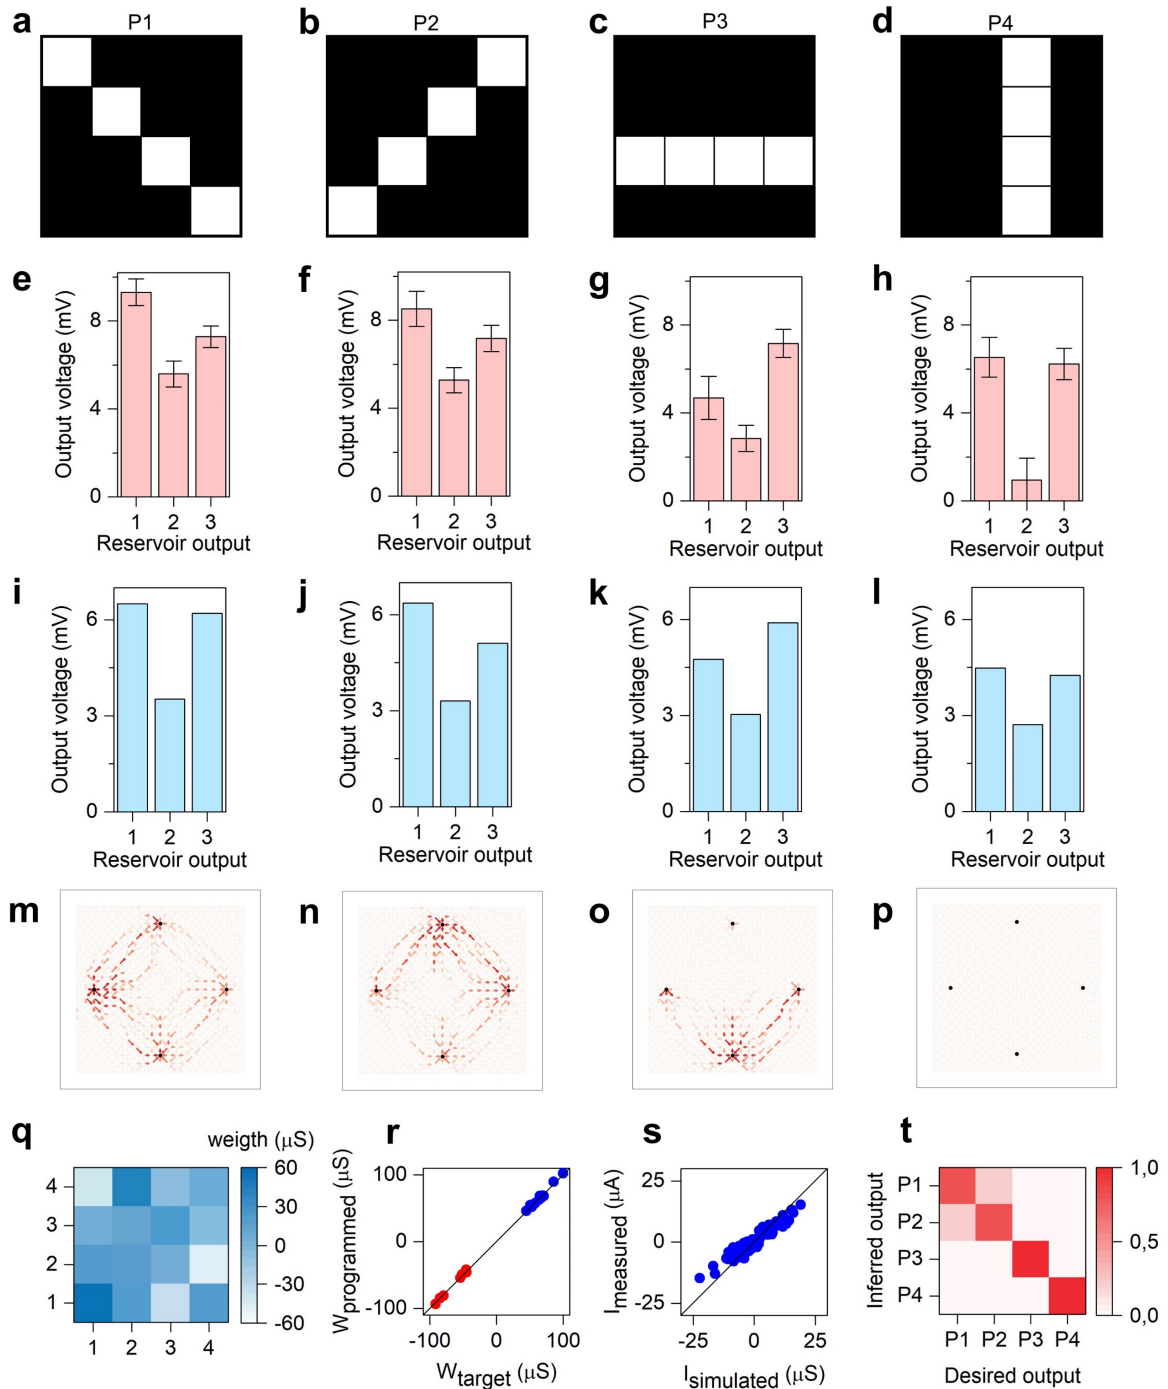 a P1 b P2 c P3 d P4
e f g h
Output voltage (mV) Output voltage (mV) Output voltage (mV) Output voltage (mV)
8 8 8 8
4 4 4 4
0 0 0 0
1 2 3 1 2 3 1 2 3 1 2 3
Reservoir output Reservoir output Reservoir output Reservoir output
i j k l
Output voltage (mV) Output voltage (mV) Output voltage (mV) Output voltage (mV)
6 6 6 6
3 3 3 3
0 0 0 0
1 2 3 1 2 3 1 2 3 1 2 3
Reservoir output Reservoir output Reservoir output Reservoir output
m n o p
q
weigth (μS)
4
3
2
1
1 2 3 4
60
30
0
-30
-60
r
Wprogrammed (μS)
100
0
-100
-100 0 100
Wtarget (μS)
s
Imeasured (μA)
25
0
-25
-25 0 25
Isimulated (μS)
t
Inferred output
P1
P2
P3
P4
P1 P2 P3 P4
Desired output
1,0
0,5
0,0